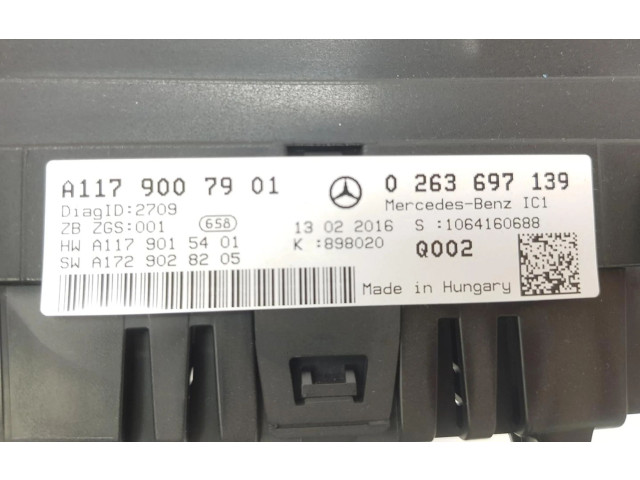 A117 900 79 01
0 263 697 139
DiagID:2709
Mercedes-Benz IC1
ZB ZGS:001
658
13 02 2016
S :1064160688
HW A117 901 54 01
K :898020
Q002
SW A172 902 82 05
Made in Hungary